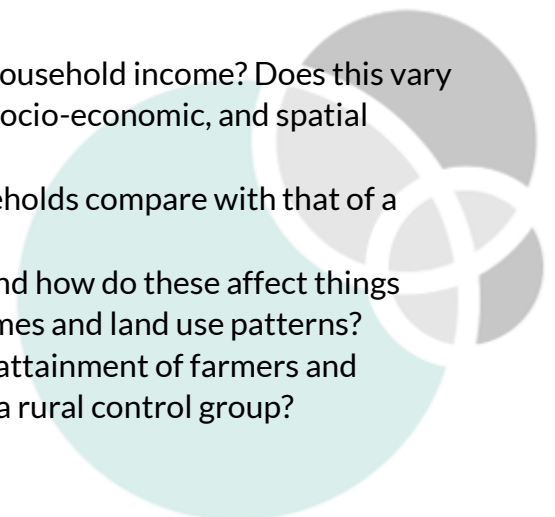 ousehold income? Does this vary
ocio-economic, and spatial
eholds compare with that of a
nd how do these affect things
mes and land use patterns?
attainment of farmers and
a rural control group?